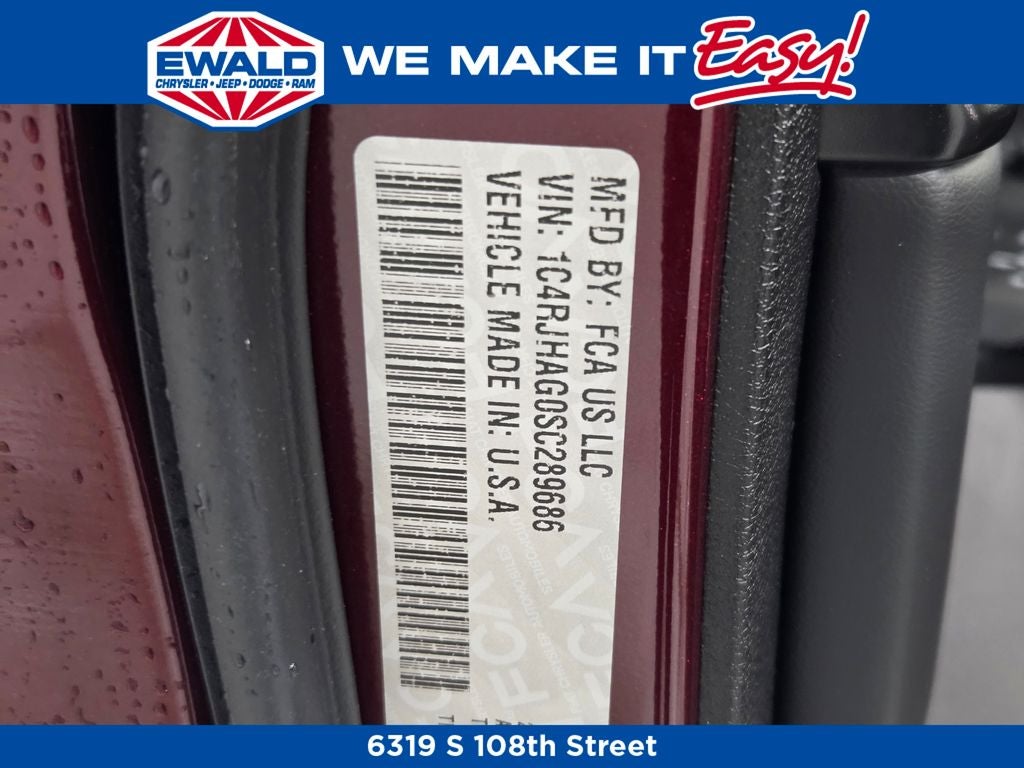 EWALD
CHRYSLER • JEEP • DODGE • RAM
WE MAKE IT Easy!
MFD BY: FCA US LLC
VIN: 1C4RJHAG0SC289686
VEHICLE MADE IN: U.S.A.
6319 S 108th Street